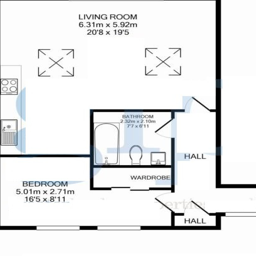 LIVING ROOM
6.31m x 5.92m
20'8 x 19'5
BATHROOM
2.32m x 2.10m
7'7 x 6'11
HALL
WARDROBE
BEDROOM
5.01m x 2.71m
16'5 x 8'11
HALL